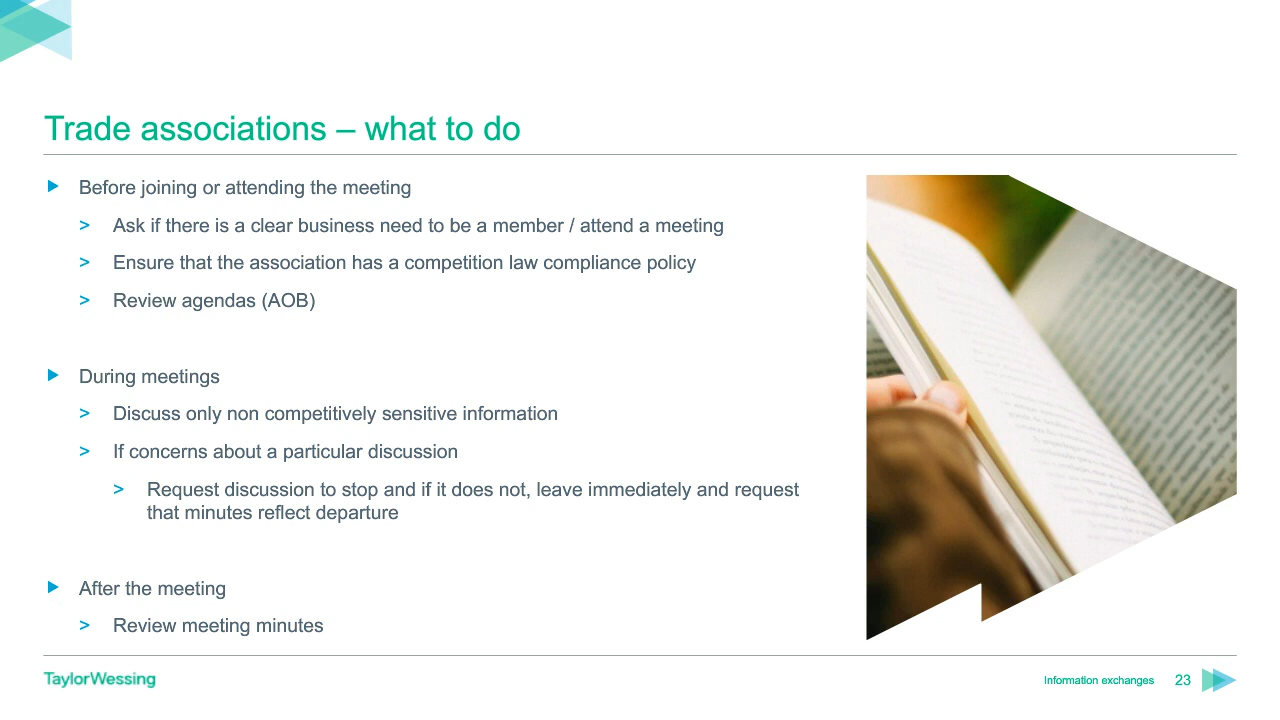 Trade associations – what to do
Before joining or attending the meeting
> Ask if there is a clear business need to be a member / attend a meeting
> Ensure that the association has a competition law compliance policy
> Review agendas (AOB)
During meetings
> Discuss only non competitively sensitive information
> If concerns about a particular discussion
> Request discussion to stop and if it does not, leave immediately and request
that minutes reflect departure
After the meeting
> Review meeting minutes
TaylorWessing
Information exchanges 23